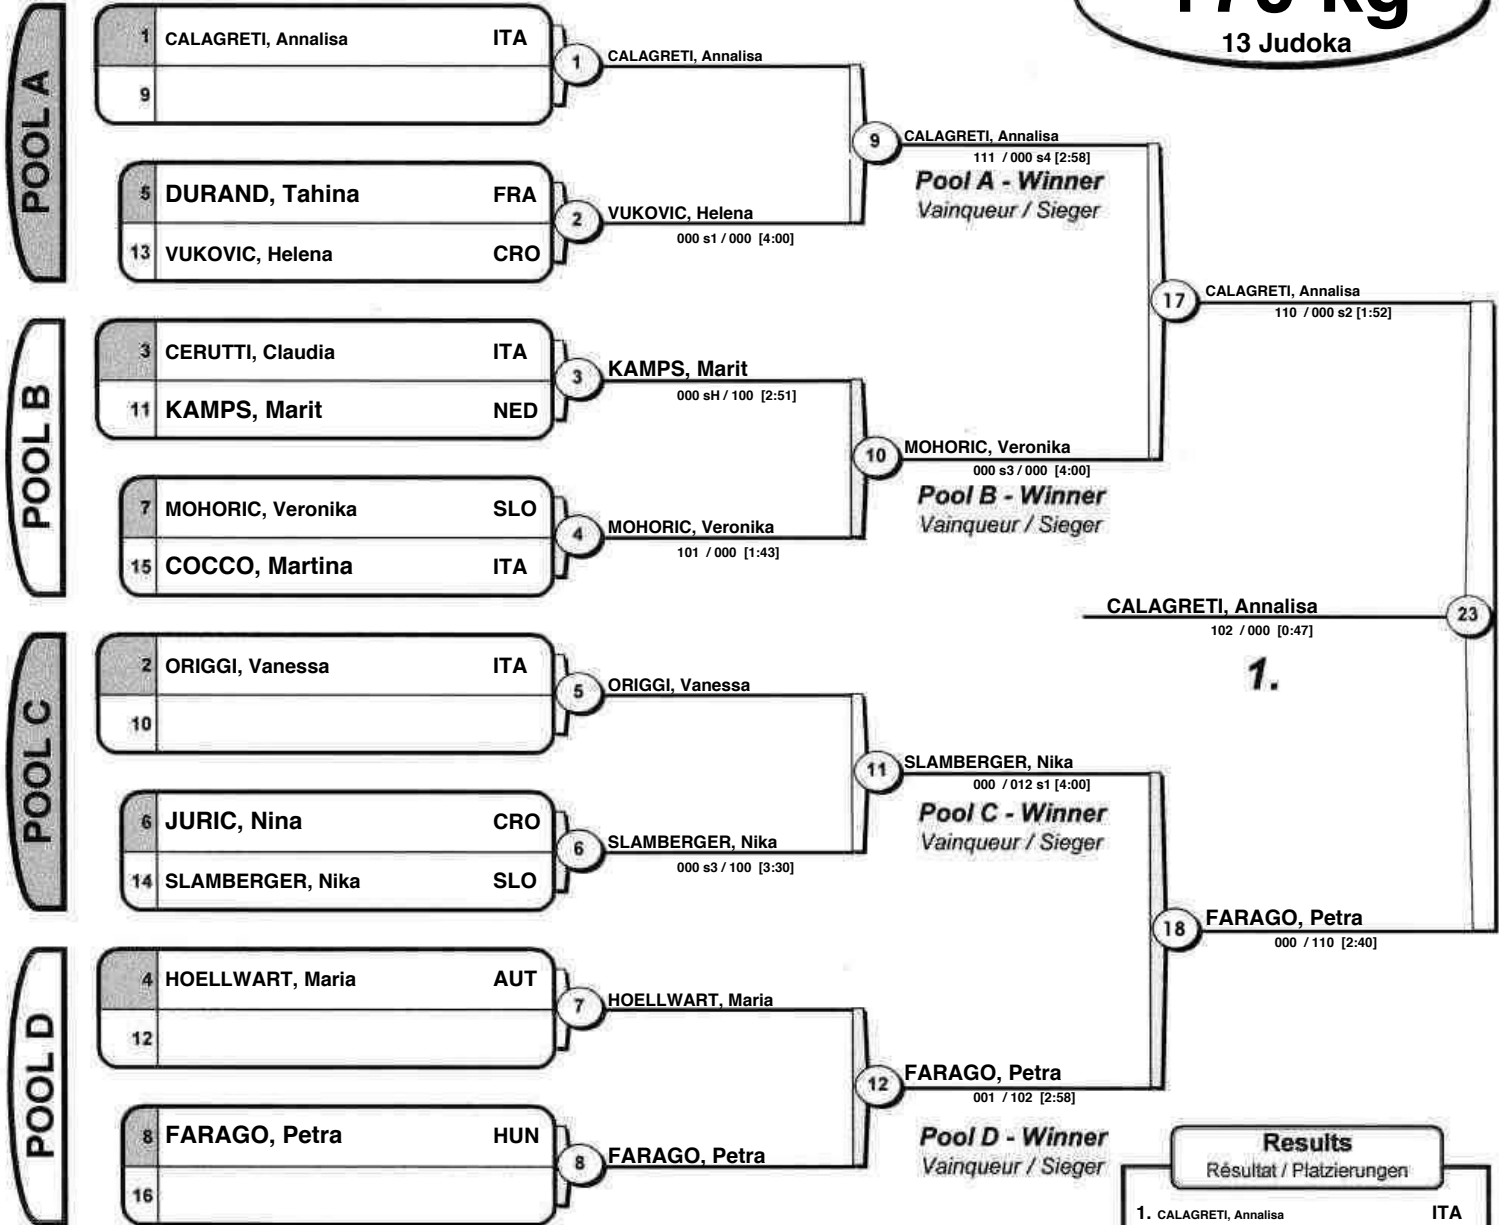 13 Judoka
POOL A
1 CALAGRETI, Annalisa ITA
9
1
CALAGRETI, Annalisa
5 DURAND, Tahina FRA
13 VUKOVIC, Helena CRO
2
VUKOVIC, Helena
000 s1 / 000 [4:00]
9
CALAGRETI, Annalisa
111 / 000 s4 [2:58]
Pool A - Winner
Vainqueur / Sieger
POOL B
3 CERUTTI, Claudia ITA
11 KAMPS, Marit NED
3
KAMPS, Marit
000 sH / 100 [2:51]
7 MOHORIC, Veronika SLO
15 COCCO, Martina ITA
4
MOHORIC, Veronika
101 / 000 [1:43]
10
MOHORIC, Veronika
000 s3 / 000 [4:00]
Pool B - Winner
Vainqueur / Sieger
17
CALAGRETI, Annalisa
110 / 000 s2 [1:52]
CALAGRETI, Annalisa
23
102 / 000 [0:47]
1.
POOL C
2 ORIGGI, Vanessa ITA
10
5
ORIGGI, Vanessa
6 JURIC, Nina CRO
14 SLAMBERGER, Nika SLO
6
SLAMBERGER, Nika
000 s3 / 100 [3:30]
11
SLAMBERGER, Nika
000 / 012 s1 [4:00]
Pool C - Winner
Vainqueur / Sieger
POOL D
4 HOELLWART, Maria AUT
12
7
HOELLWART, Maria
8 FARAGO, Petra HUN
16
8
FARAGO, Petra
12
FARAGO, Petra
001 / 102 [2:58]
Pool D - Winner
Vainqueur / Sieger
18
FARAGO, Petra
000 / 110 [2:40]
Results
Résultat / Platzierungen
1. CALAGRETI, Annalisa ITA